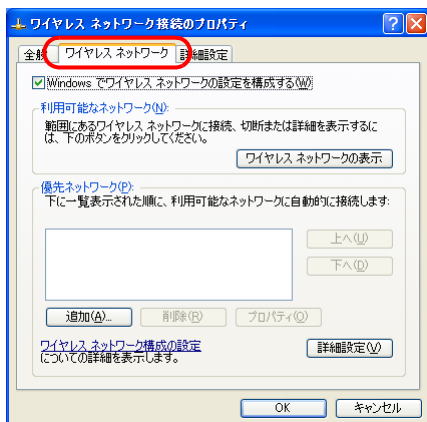 ワイヤレス ネットワーク接続のプロパティ
全般 ワイヤレス ネットワーク 詳細設定
Windows でワイヤレス ネットワークの設定を構成する(W)
利用可能なネットワーク(N):
範囲にあるワイヤレス ネットワークに接続、切断または詳細を表示するに
は、下のボタンをクリックしてください。
ワイヤレス ネットワークの表示
優先ネットワーク(P):
下に一覧表示された順に、利用可能なネットワークに自動的に接続します:
上へ(U)
下へ(D)
追加(A)... 削除(R) プロパティ(O)
ワイヤレス ネットワーク構成の設定
についての詳細を表示します。
詳細設定(V)
OK キャンセル